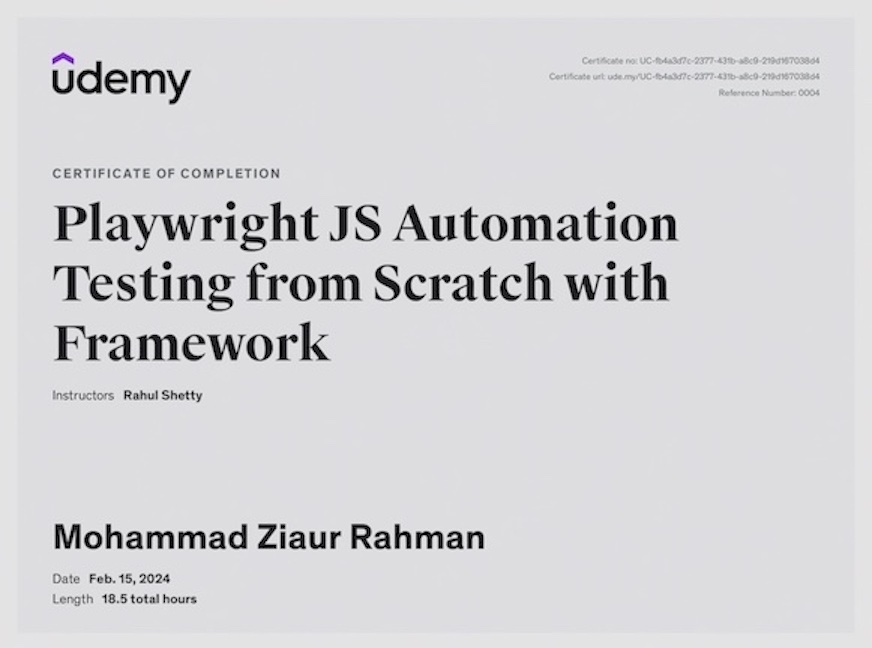 udemy
Certificate no: UC-fb4a3d7c-2377-431b-a8c9-219d167038d4
Certificate url: ude.my/UC-fb4a3d7c-2377-431b-a8c9-219d167038d4
Reference Number: 0004
CERTIFICATE OF COMPLETION
Playwright JS Automation
Testing from Scratch with
Framework
Instructors Rahul Shetty
Mohammad Ziaur Rahman
Date Feb. 15, 2024
Length 18.5 total hours